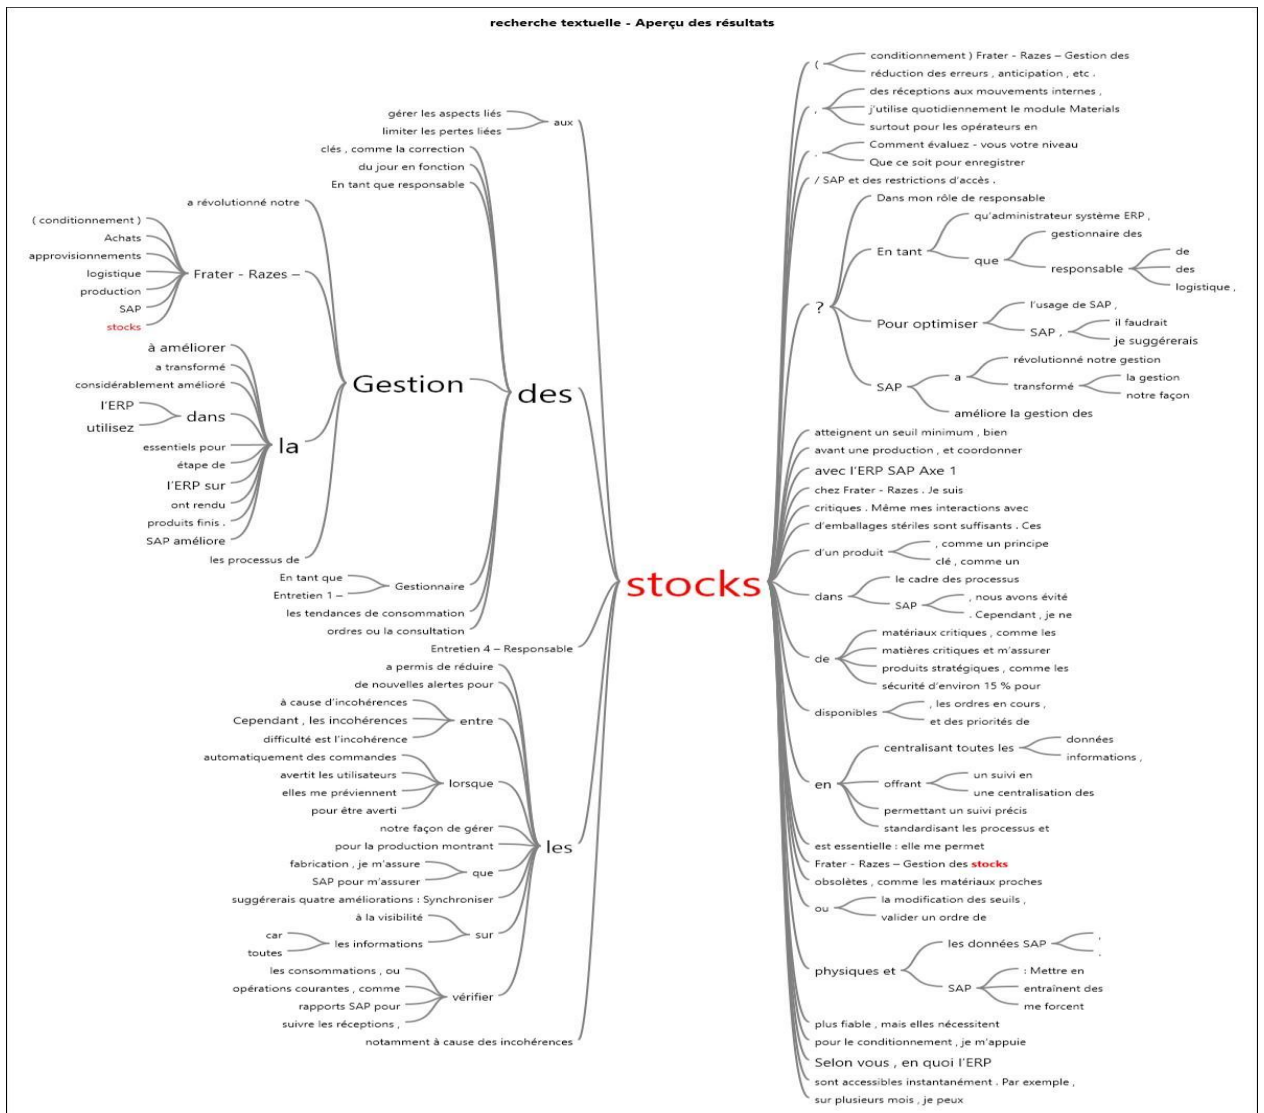 recherche textuelle - Aperçu des résultats
gérer les aspects liés
limiter les pertes liées
aux
clés , comme la correction
du jour en fonction
En tant que responsable
a révolutionné notre
( conditionnement )
Achats
approvisionnements
logistique
production
SAP
stocks
Frater - Razes –
à améliorer
a transformé
considérablement amélioré
l'ERP
utilisez
dans
essentiels pour
étape de
l'ERP sur
ont rendu
produits finis .
SAP améliore
la
les processus de
Gestion
En tant que
Entretien 1 –
Gestionnaire
les tendances de consommation
ordres ou la consultation
des
Entretien 4 – Responsable
a permis de réduire
de nouvelles alertes pour
à cause d'incohérences
Cependant , les incohérences
difficulté est l'incohérence
entre
automatiquement des commandes
avertit les utilisateurs
elles me préviennent
pour être averti
lorsque
notre façon de gérer
pour la production montrant
fabrication , je m'assure
SAP pour m'assurer
que
suggérerais quatre améliorations : Synchroniser
à la visibilité
car
toutes
les informations
sur
les consommations , ou
opérations courantes , comme
rapports SAP pour
suivre les réceptions ,
vérifier
les
notamment à cause des incohérences
stocks
(
conditionnement ) Frater - Razes – Gestion des
réduction des erreurs , anticipation , etc .
,
des réceptions aux mouvements internes ,
j'utilise quotidiennement le module Materials
surtout pour les opérateurs en
.
Comment évaluez - vous votre niveau
Que ce soit pour enregistrer
/ SAP et des restrictions d'accès .
?
Dans mon rôle de responsable
En tant
qu'administrateur système ERP ,
que
gestionnaire des
responsable
de
des
logistique ,
Pour optimiser
l'usage de SAP ,
SAP ,
il faudrait
je suggérerais
SAP
a
révolutionné notre gestion
transformé
la gestion
notre façon
améliore la gestion des
atteignent un seuil minimum , bien
avant une production , et coordonner
avec l'ERP SAP Axe 1
chez Frater - Razes . Je suis
critiques . Même mes interactions avec
d'emballages stériles sont suffisants . Ces
d'un produit
, comme un principe
clé , comme un
dans
le cadre des processus
SAP
, nous avons évité
. Cependant , je ne
de
matériaux critiques , comme les
matières critiques et m'assurer
produits stratégiques , comme les
sécurité d'environ 15 % pour
disponibles
, les ordres en cours ,
et des priorités de
en
centralisant toutes les
données
informations ,
offrant
un suivi en
une centralisation des
permettant un suivi précis
standardisant les processus et
est essentielle : elle me permet
Frater - Razes – Gestion des stocks
obsolètes , comme les matériaux proches
ou
la modification des seuils ,
valider un ordre de
physiques et
les données SAP
,
.
SAP
: Mettre en
entraînent des
me forcent
plus fiable , mais elles nécessitent
pour le conditionnement , je m'appuie
Selon vous , en quoi l'ERP
sont accessibles instantanément . Par exemple ,
sur plusieurs mois , je peux